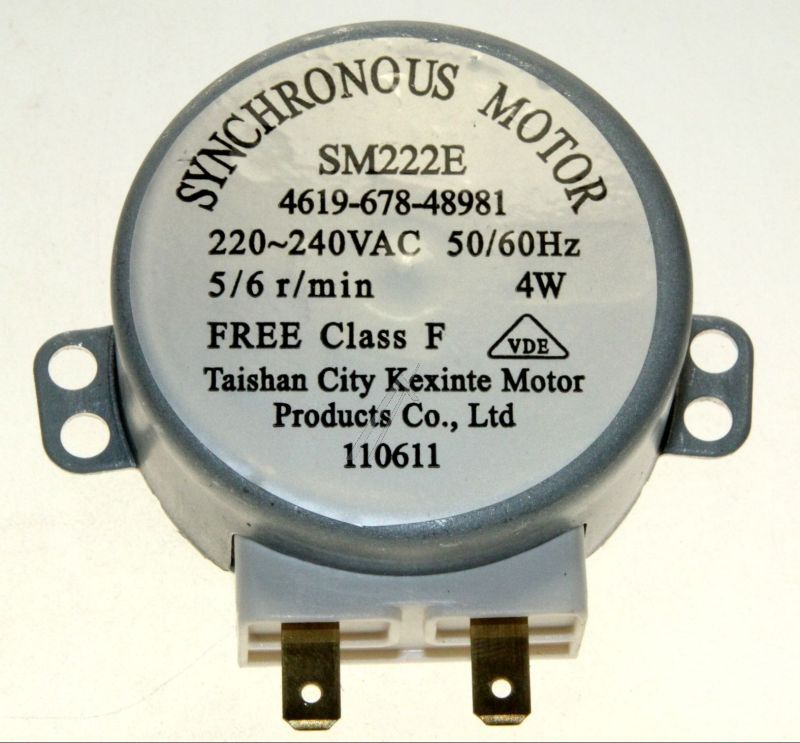 SYNCHRONOUS MOTOR
SM222E
4619-678-48981
220~240VAC 50/60Hz
5/6 r/min 4W
FREE Class F VDE
Taishan City Kexinte Motor
Products Co., Ltd
110611